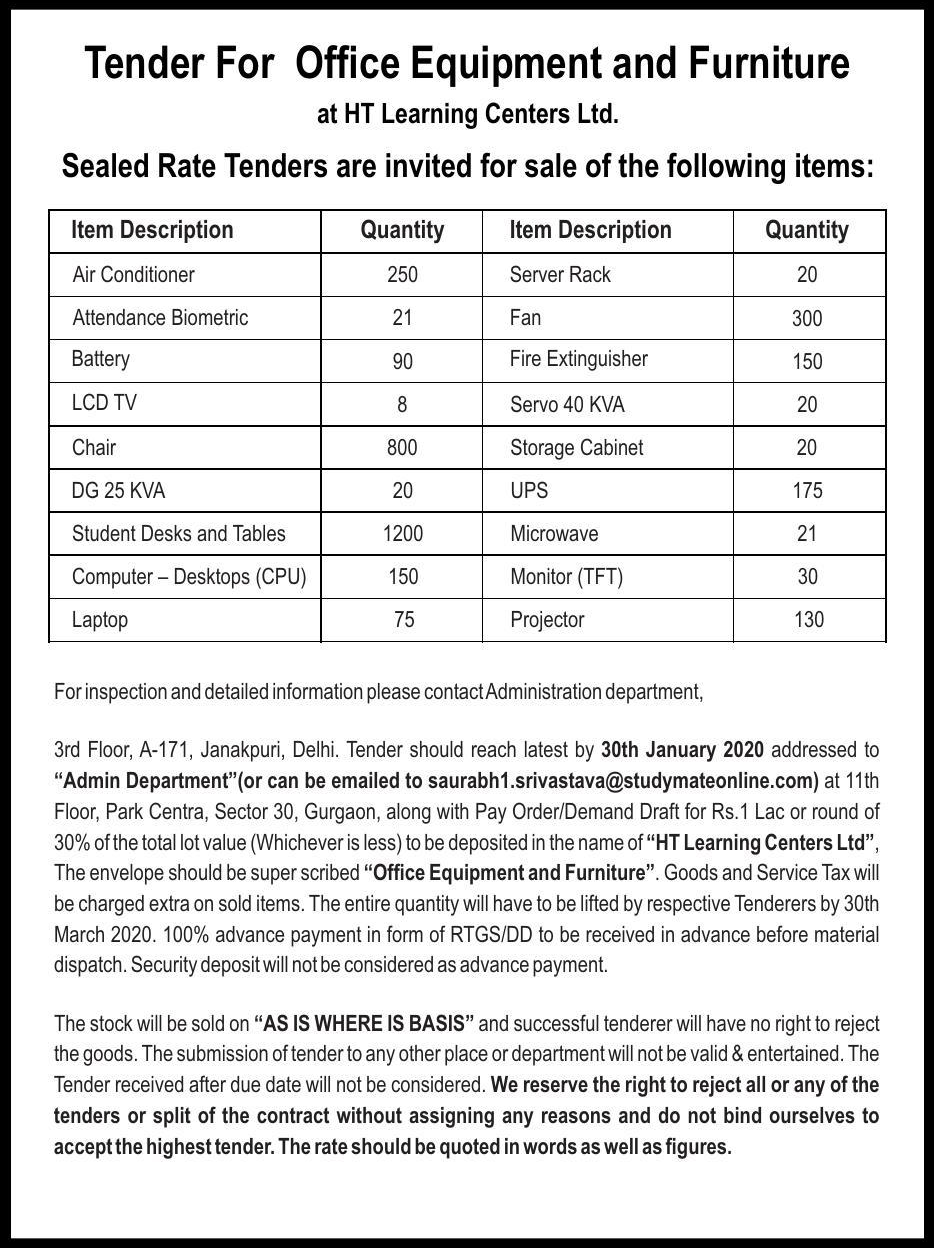 Tender For Office Equipment and Furniture
at HT Learning Centers Ltd.
Sealed Rate Tenders are invited for sale of the following items:
Item Description Quantity Item Description Quantity
Air Conditioner 250 Server Rack 20
Attendance Biometric 21 Fan 300
Battery 90 Fire Extinguisher 150
LCD TV 8 Servo 40 KVA 20
Chair 800 Storage Cabinet 20
DG 25 KVA 20 UPS 175
Student Desks and Tables 1200 Microwave 21
Computer – Desktops (CPU) 150 Monitor (TFT) 30
Laptop 75 Projector 130
For inspection and detailed information please contact Administration department,
3rd Floor, A-171, Janakpuri, Delhi. Tender should reach latest by 30th January 2020 addressed to
“Admin Department”(or can be emailed to saurabh1.srivastava@studymateonline.com) at 11th
Floor, Park Centra, Sector 30, Gurgaon, along with Pay Order/Demand Draft for Rs.1 Lac or round of
30% of the total lot value (Whichever is less) to be deposited in the name of “HT Learning Centers Ltd”,
The envelope should be super scribed “Office Equipment and Furniture”. Goods and Service Tax will
be charged extra on sold items. The entire quantity will have to be lifted by respective Tenderers by 30th
March 2020. 100% advance payment in form of RTGS/DD to be received in advance before material
dispatch. Security deposit will not be considered as advance payment.
The stock will be sold on “AS IS WHERE IS BASIS” and successful tenderer will have no right to reject
the goods. The submission of tender to any other place or department will not be valid & entertained. The
Tender received after due date will not be considered. We reserve the right to reject all or any of the
tenders or split of the contract without assigning any reasons and do not bind ourselves to
accept the highest tender. The rate should be quoted in words as well as figures.